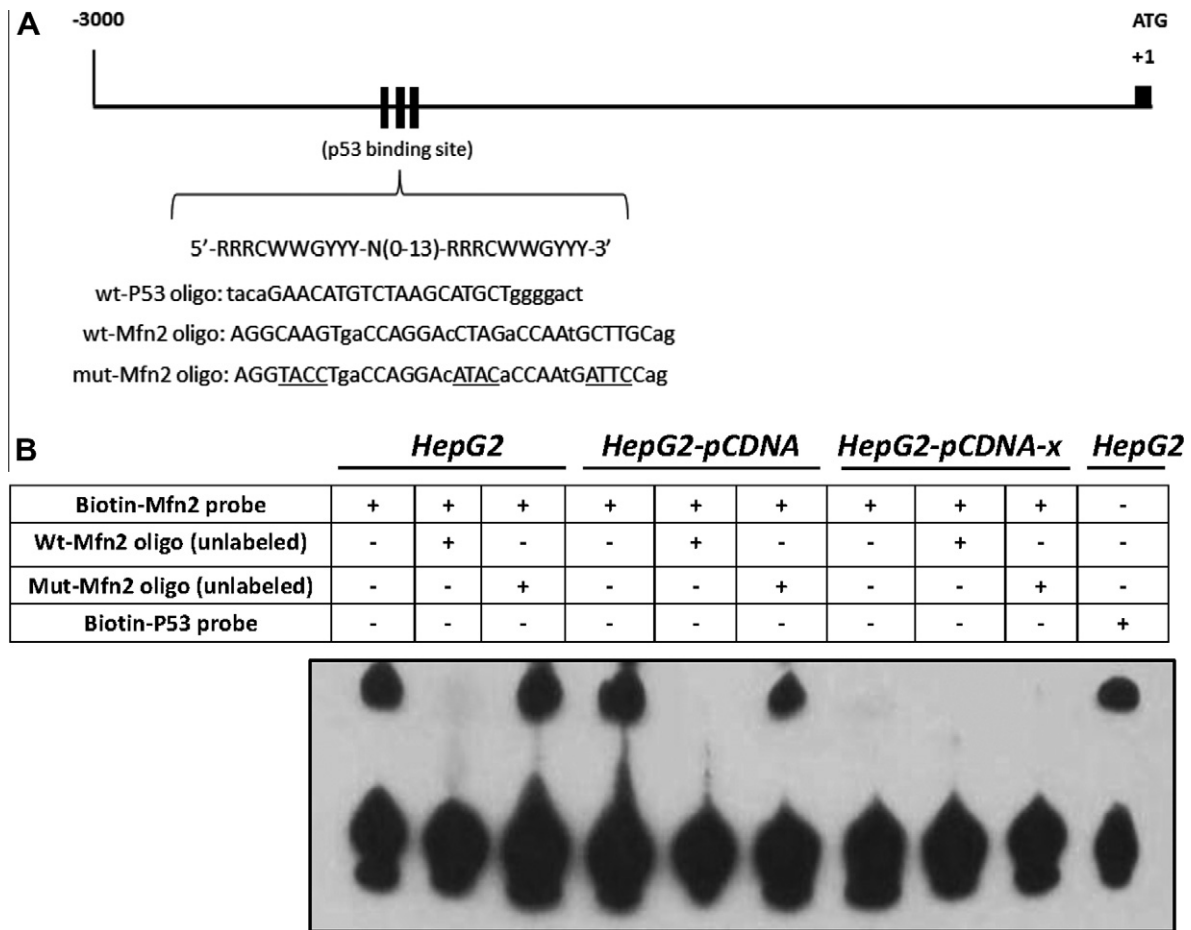 A
-3000
ATG
+1
(p53 binding site)
5'-RRRCWWGYYY-N(0-13)-RRRCWWGYYY-3'
wt-P53 oligo: tacaGAACATGTCTAAGCATGCTggggact
wt-Mfn2 oligo: AGGCAAGTgaCCAGGAcCTAGaCCAAtGCTTGCag
mut-Mfn2 oligo: AGGTACCTgaCCAGGAcATACaCCAAtGATTCCag
B
HepG2 HepG2-pCDNA HepG2-pCDNA-x HepG2
Biotin-Mfn2 probe + + + + + + + + + -
Wt-Mfn2 oligo (unlabeled) - + - - + - - + - -
Mut-Mfn2 oligo (unlabeled) - - + - - + - - + -
Biotin-P53 probe - - - - - - - - - +